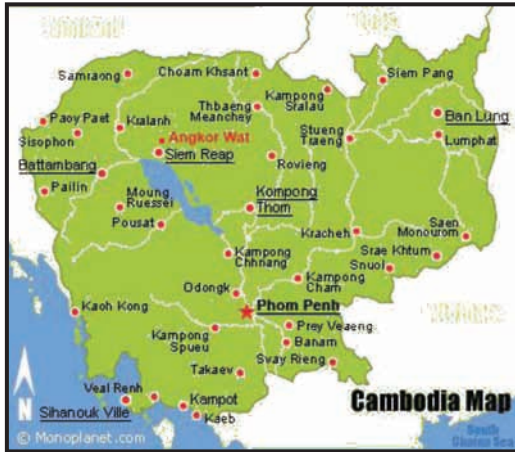 Samraong
Choam Khsant
Kampong
Sralau
Siem Pang
Thbaeng
Meanchey
Paoy Paet
Kralanh
Ban Lung
Sisophon
Angkor Wat
Stueng
Traeng
Lumphat
Siem Reap
Battambang
Rovieng
Pailin
Moung
Ruessei
Kompong
Thom
Pousat
Kracheh
Saen
Monourom
Kampong
Chhnang
Srae Khtum
Snuol
Kampong
Cham
Odongk
Phom Penh
Kaoh Kong
Prey Veaeng
Kampong
Spueu
Banam
Svay Rieng
Takaev
Veal Renh
Kampot
Cambodia Map
Sihanouk Ville
Kaeb
N
© Monoplanet.com
South
China Sea